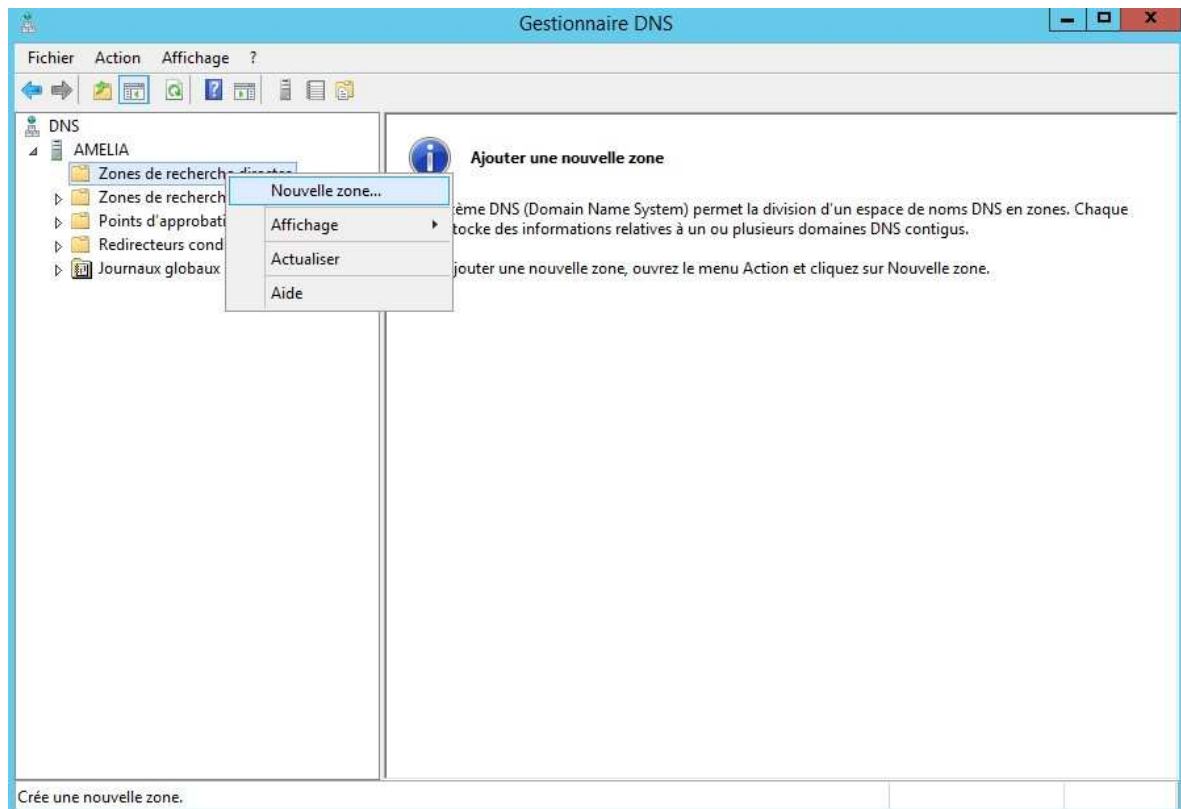 Gestionnaire DNS
Fichier Action Affichage ?
DNS
AMELIA
Zones de recherche directes
Zones de recherch
Points d'approbati
Redirecteurs cond
Journaux globaux
Nouvelle zone...
Affichage
Actualiser
Aide
Ajouter une nouvelle zone
ème DNS (Domain Name System) permet la division d'un espace de noms DNS en zones. Chaque
tocke des informations relatives à un ou plusieurs domaines DNS contigus.
jouter une nouvelle zone, ouvrez le menu Action et cliquez sur Nouvelle zone.
Crée une nouvelle zone.